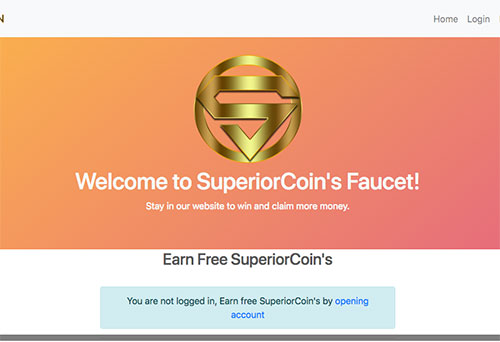 N
Home Login
Welcome to SuperiorCoin's Faucet!
Stay in our website to win and claim more money.
Earn Free SuperiorCoin's
You are not logged in, Earn free SuperiorCoin's by opening
account